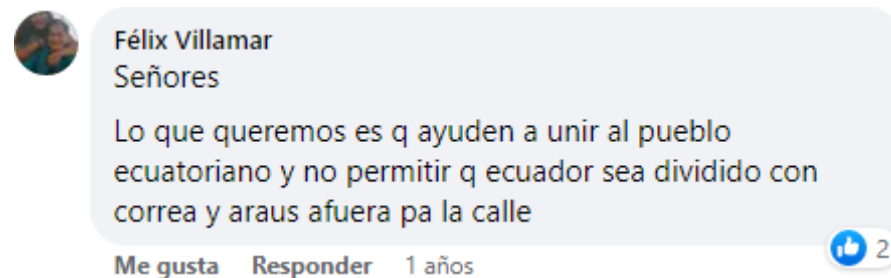 Félix Villamar
Señores
Lo que queremos es q ayuden a unir al pueblo
ecuatoriano y no permitir q ecuador sea dividido con
correa y araus afuera pa la calle
2
Me gusta Responder 1 años